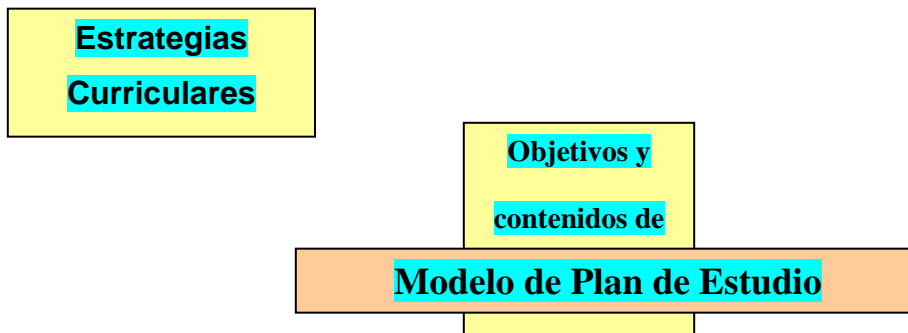 Estrategias
Curriculares
Objetivos y
contenidos de
Modelo de Plan de Estudio